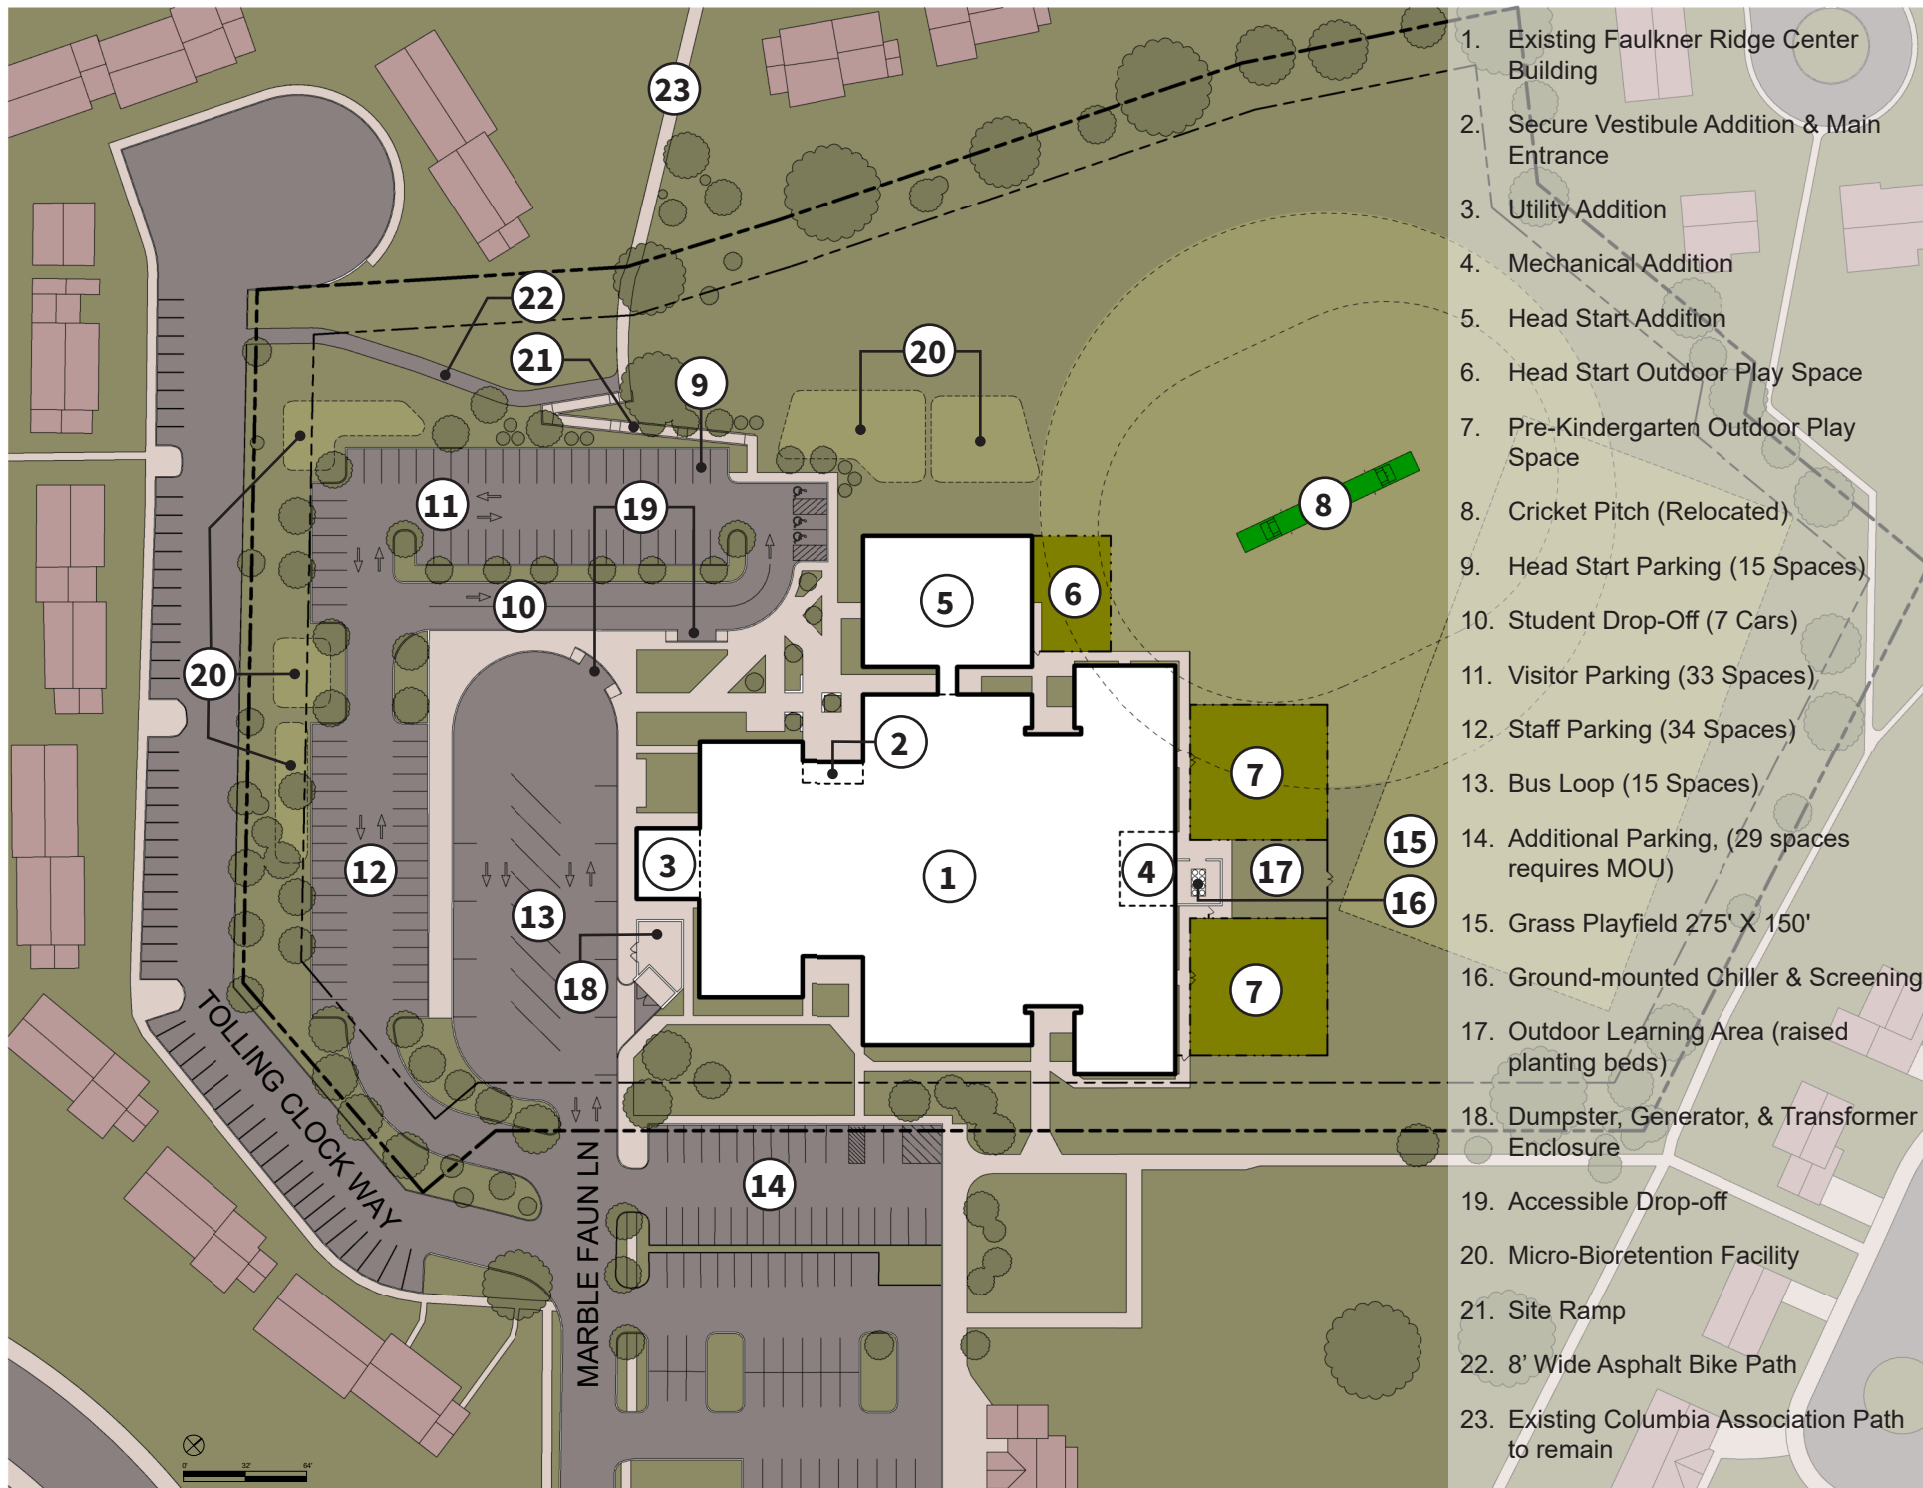 23
22
21
9
20
8
11
19
10
5
6
20
2
7
12
3
1
4
17
15
16
13
18
7
14
TOLLING CLOCK WAY
MARBLE FAUN LN
0'
32'
64'
1. Existing Faulkner Ridge Center
Building
2. Secure Vestibule Addition & Main
Entrance
3. Utility Addition
4. Mechanical Addition
5. Head Start Addition
6. Head Start Outdoor Play Space
7. Pre-Kindergarten Outdoor Play
Space
8. Cricket Pitch (Relocated)
9. Head Start Parking (15 Spaces)
10. Student Drop-Off (7 Cars)
11. Visitor Parking (33 Spaces)
12. Staff Parking (34 Spaces)
13. Bus Loop (15 Spaces)
14. Additional Parking, (29 spaces
requires MOU)
15. Grass Playfield 275' X 150'
16. Ground-mounted Chiller & Screening
17. Outdoor Learning Area (raised
planting beds)
18. Dumpster, Generator, & Transformer
Enclosure
19. Accessible Drop-off
20. Micro-Bioretention Facility
21. Site Ramp
22. 8’ Wide Asphalt Bike Path
23. Existing Columbia Association Path
to remain